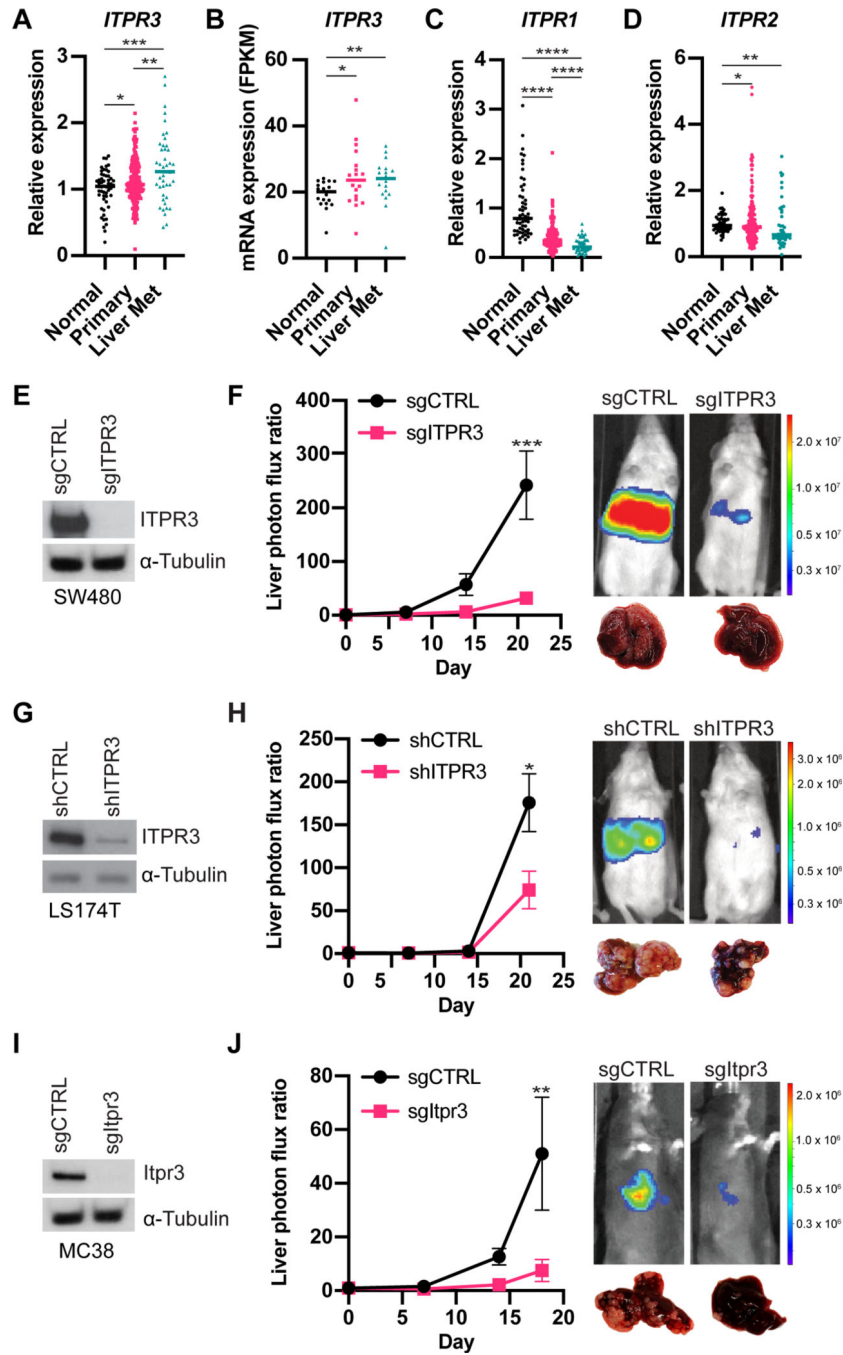 A
ITPR3
Relative expression
3
2
1
0
***
**
*
Normal
Primary
Liver Met
B
ITPR3
mRNA expression (FPKM)
60
40
20
0
**
*
Normal
Primary
Liver Met
C
ITPR1
Relative expression
4
3
2
1
0
****
****
****
Normal
Primary
Liver Met
D
ITPR2
Relative expression
6
4
2
0
**
*
Normal
Primary
Liver Met
E
sgCTRL
sgITPR3
ITPR3
α-Tubulin
SW480
F
Liver photon flux ratio
400
300
200
100
0
0 5 10 15 20 25
Day
sgCTRL
sgITPR3
***
sgCTRL sgITPR3
2.0 x 10⁷
1.0 x 10⁷
0.5 x 10⁷
0.3 x 10⁷
G
shCTRL
shITPR3
ITPR3
α-Tubulin
LS174T
H
Liver photon flux ratio
250
200
150
100
50
0
0 5 10 15 20 25
Day
shCTRL
shITPR3
*
shCTRL shITPR3
3.0 x 10⁶
2.0 x 10⁶
1.0 x 10⁶
0.5 x 10⁶
0.3 x 10⁶
I
sgCTRL
sgItpr3
Itpr3
α-Tubulin
MC38
J
Liver photon flux ratio
80
60
40
20
0
0 5 10 15 20
Day
sgCTRL
sgItpr3
**
sgCTRL sgItpr3
2.0 x 10⁶
1.0 x 10⁶
0.5 x 10⁶
0.3 x 10⁶